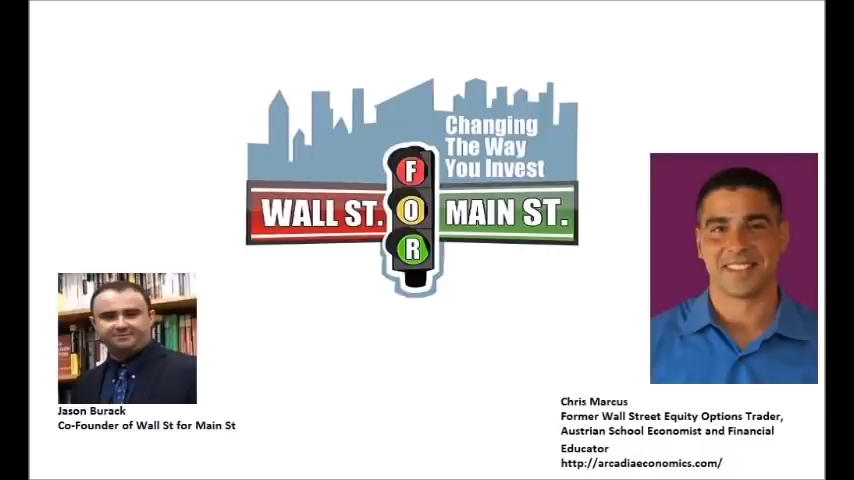 Changing
The Way
You Invest
WALL ST. FOR MAIN ST.
Jason Burack
Co-Founder of Wall St for Main St
Chris Marcus
Former Wall Street Equity Options Trader,
Austrian School Economist and Financial
Educator
http://arcadiaeconomics.com/